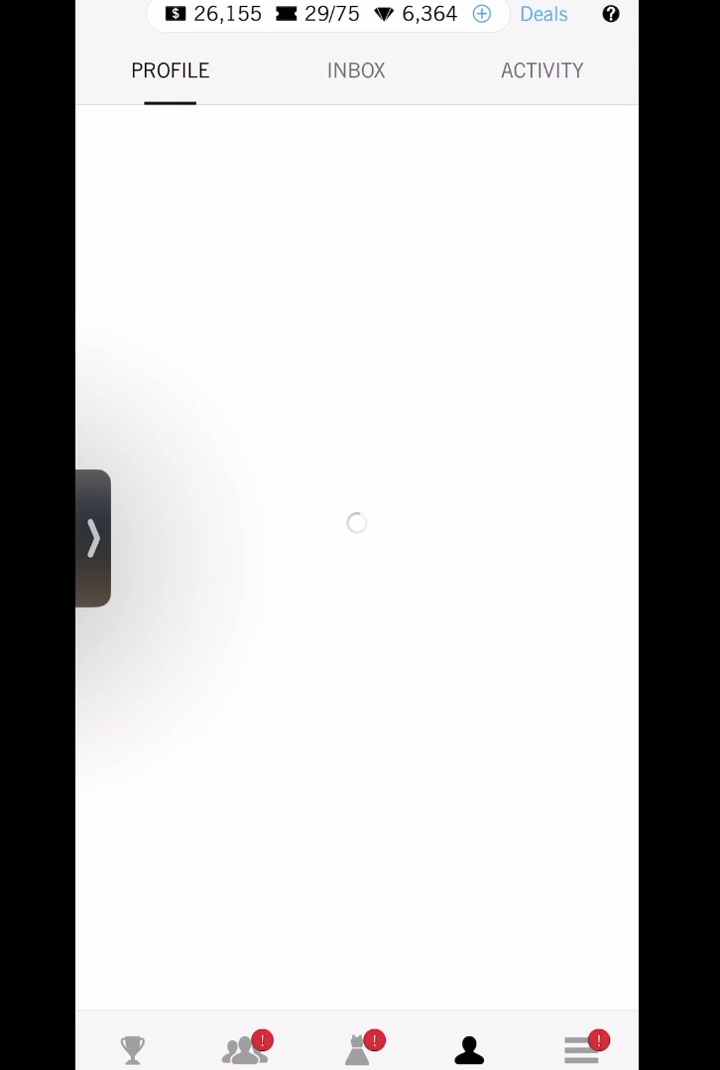 $ 26,155 29/75 6,364 + Deals ?
PROFILE INBOX ACTIVITY
! ! !